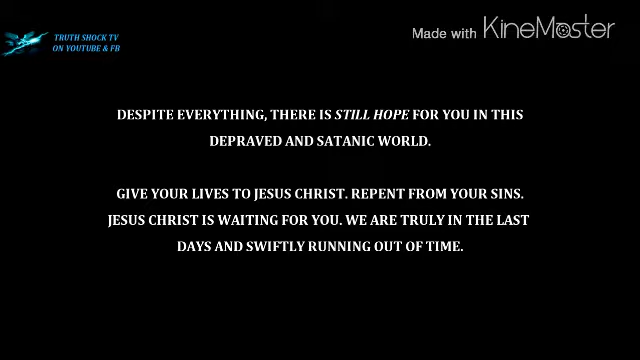 TRUTH SHOCK TV
ON YOUTUBE & FB
Made with KINEMASTER
DESPITE EVERYTHING, THERE IS STILL HOPE FOR YOU IN THIS
DEPRAVED AND SATANIC WORLD.
GIVE YOUR LIVES TO JESUS CHRIST. REPENT FROM YOUR SINS.
JESUS CHRIST IS WAITING FOR YOU. WE ARE TRULY IN THE LAST
DAYS AND SWIFTLY RUNNING OUT OF TIME.